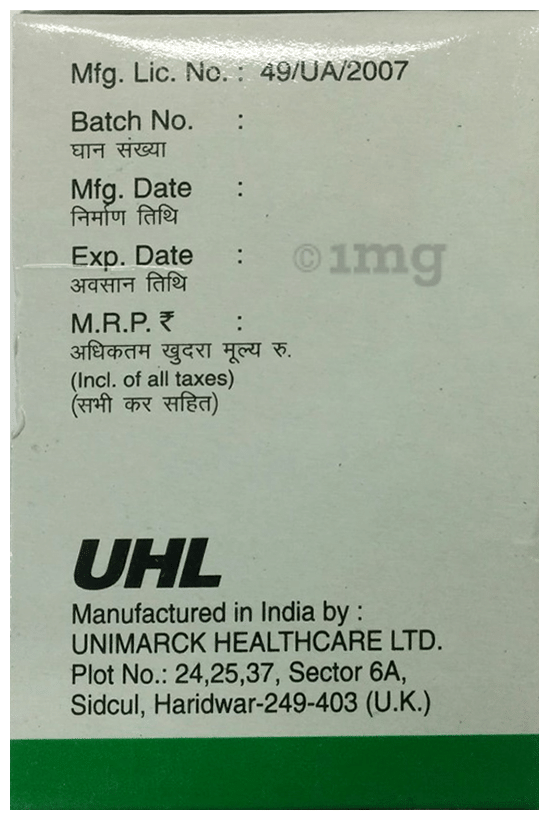 Mfg. Lic. No. : 49/UA/2007
Batch No. :
घान संख्या
Mfg. Date :
निर्माण तिथि
Exp. Date :
अवसान तिथि
©1mg
M.R.P. ₹ :
अधिकतम खुदरा मूल्य रु.
(Incl. of all taxes)
(सभी कर सहित)
UHL
Manufactured in India by :
UNIMARCK HEALTHCARE LTD.
Plot No.: 24,25,37, Sector 6A,
Sidcul, Haridwar-249-403 (U.K.)